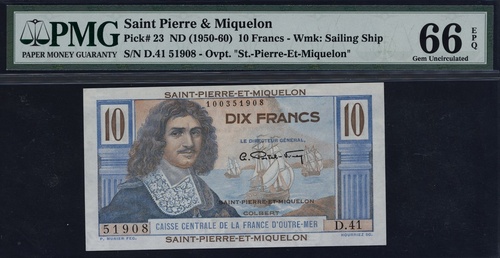 PMG
PAPER MONEY GUARANTY
Saint Pierre & Miquelon
Pick# 23 ND (1950-60) 10 Francs - Wmk: Sailing Ship
S/N D.41 51908 - Ovpt. "St.-Pierre-Et-Miquelon"
66 EPQ
Gem Uncirculated
SAINT-PIERRE-ET-MIQUELON
100351908
10
DIX FRANCS
10
LE DIRECTEUR GÉNÉRAL,
SAINT-PIERRE-ET-MIQUELON
COLBERT
51908
CAISSE CENTRALE DE LA FRANCE D'OUTRE-MER
D.41
SAINT-PIERRE-ET-MIQUELON